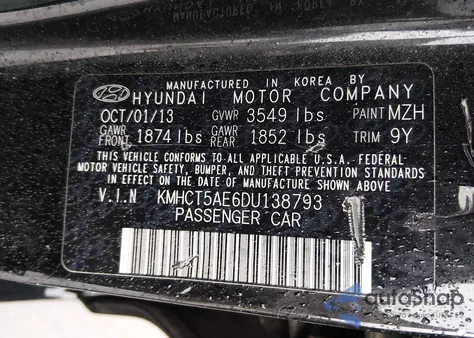 MANUFACTURED IN KOREA BY
HYUNDAI MOTOR COMPANY
OCT/01/13 GVWR 3549 lbs PAINT MZH
GAWR FRONT 1874 lbs GAWR REAR 1852 lbs TRIM 9Y
THIS VEHICLE CONFORMS TO ALL APPLICABLE U.S.A. FEDERAL
MOTOR VEHICLE SAFETY, BUMPER, AND THEFT PREVENTION STANDARDS
IN EFFECT ON THE DATE OF MANUFACTURE SHOWN ABOVE
V.I.N KMHCT5AE6DU138793
PASSENGER CAR
autoSnap